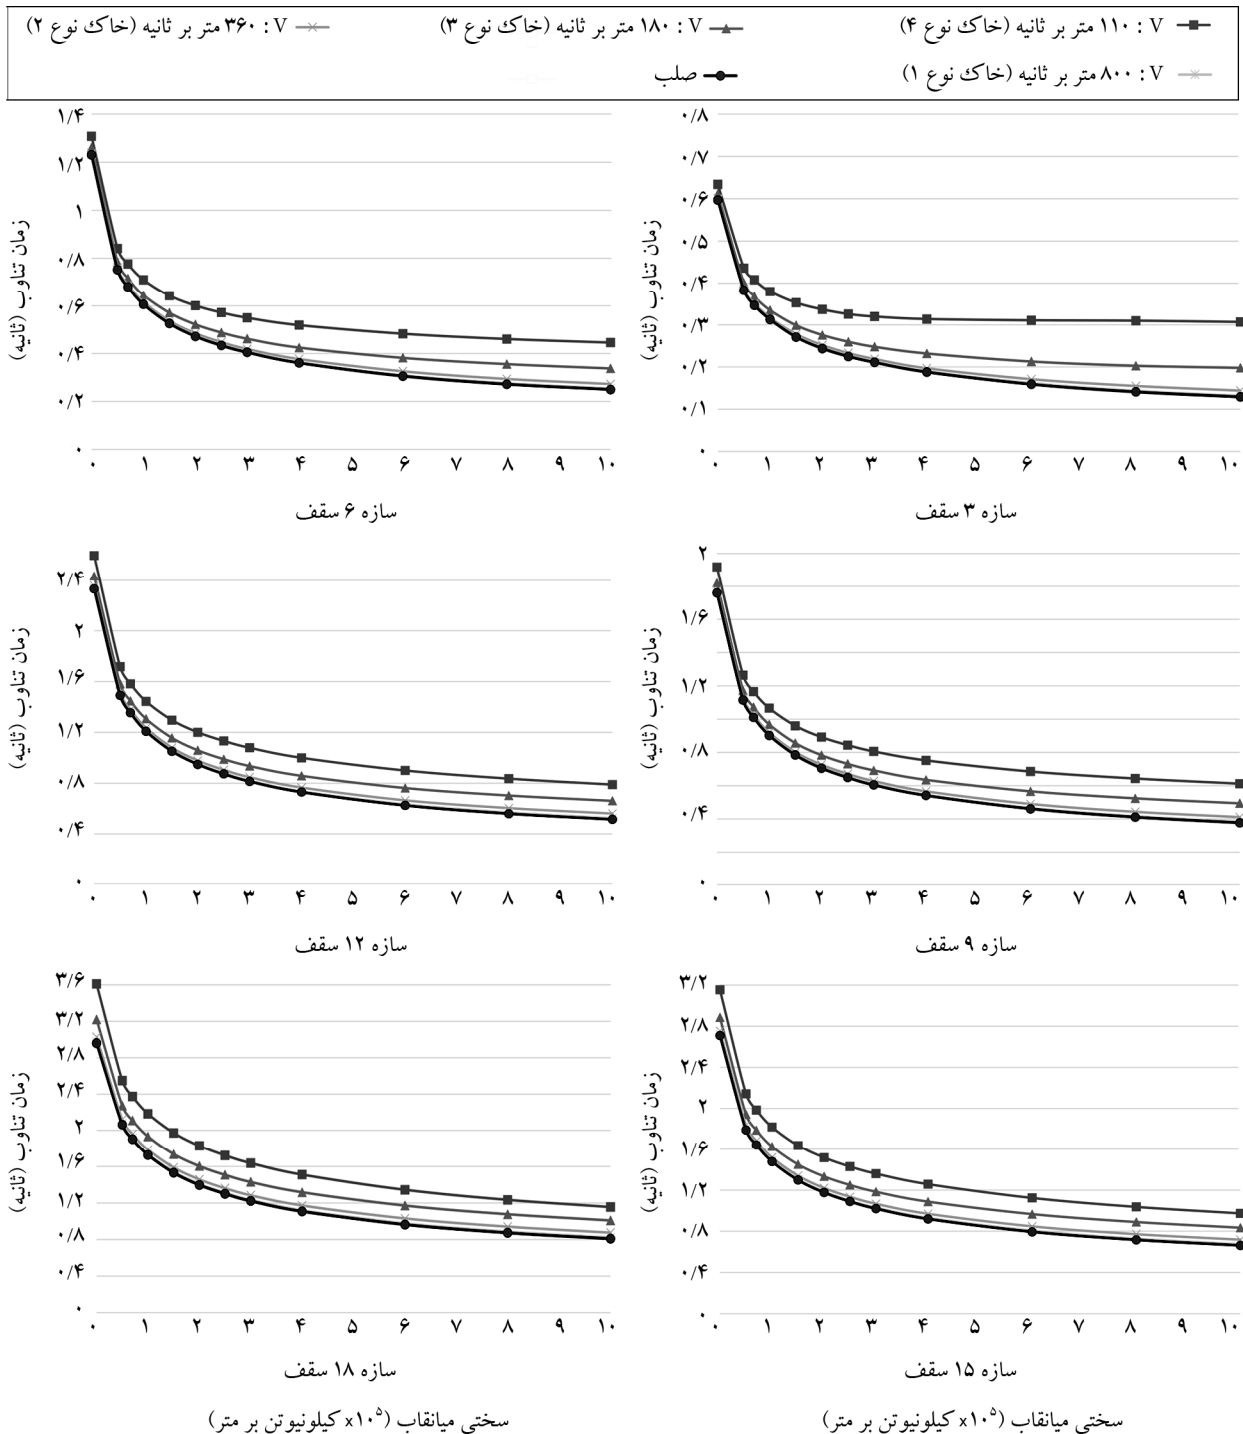 V : ۱۱۰ متر بر ثانیه (خاک نوع ۴)
V : ۱۸۰ متر بر ثانیه (خاک نوع ۳)
V : ۳۶۰ متر بر ثانیه (خاک نوع ۲)
V : ۸۰۰ متر بر ثانیه (خاک نوع ۱)
صلب
زمان تناوب (ثانیه)
۰/۸
۰/۷
۰/۶
۰/۵
۰/۴
۰/۳
۰/۲
۰/۱
۰
۰ ۱ ۲ ۳ ۴ ۵ ۶ ۷ ۸ ۹ ۱۰
سازه ۳ سقف
زمان تناوب (ثانیه)
۱/۴
۱/۲
۱
۰/۸
۰/۶
۰/۴
۰/۲
۰
۰ ۱ ۲ ۳ ۴ ۵ ۶ ۷ ۸ ۹ ۱۰
سازه ۶ سقف
زمان تناوب (ثانیه)
۲
۱/۶
۱/۲
۰/۸
۰/۴
۰
۰ ۱ ۲ ۳ ۴ ۵ ۶ ۷ ۸ ۹ ۱۰
سازه ۹ سقف
زمان تناوب (ثانیه)
۲/۴
۲
۱/۶
۱/۲
۰/۸
۰/۴
۰
۰ ۱ ۲ ۳ ۴ ۵ ۶ ۷ ۸ ۹ ۱۰
سازه ۱۲ سقف
زمان تناوب (ثانیه)
۳/۲
۲/۸
۲/۴
۲
۱/۶
۱/۲
۰/۸
۰/۴
۰
۰ ۱ ۲ ۳ ۴ ۵ ۶ ۷ ۸ ۹ ۱۰
سازه ۱۵ سقف
سختی میانقاب (×۱۰⁵ کیلونیوتن بر متر)
زمان تناوب (ثانیه)
۳/۶
۳/۲
۲/۸
۲/۴
۲
۱/۶
۱/۲
۰/۸
۰/۴
۰
۰ ۱ ۲ ۳ ۴ ۵ ۶ ۷ ۸ ۹ ۱۰
سازه ۱۸ سقف
سختی میانقاب (×۱۰⁵ کیلونیوتن بر متر)